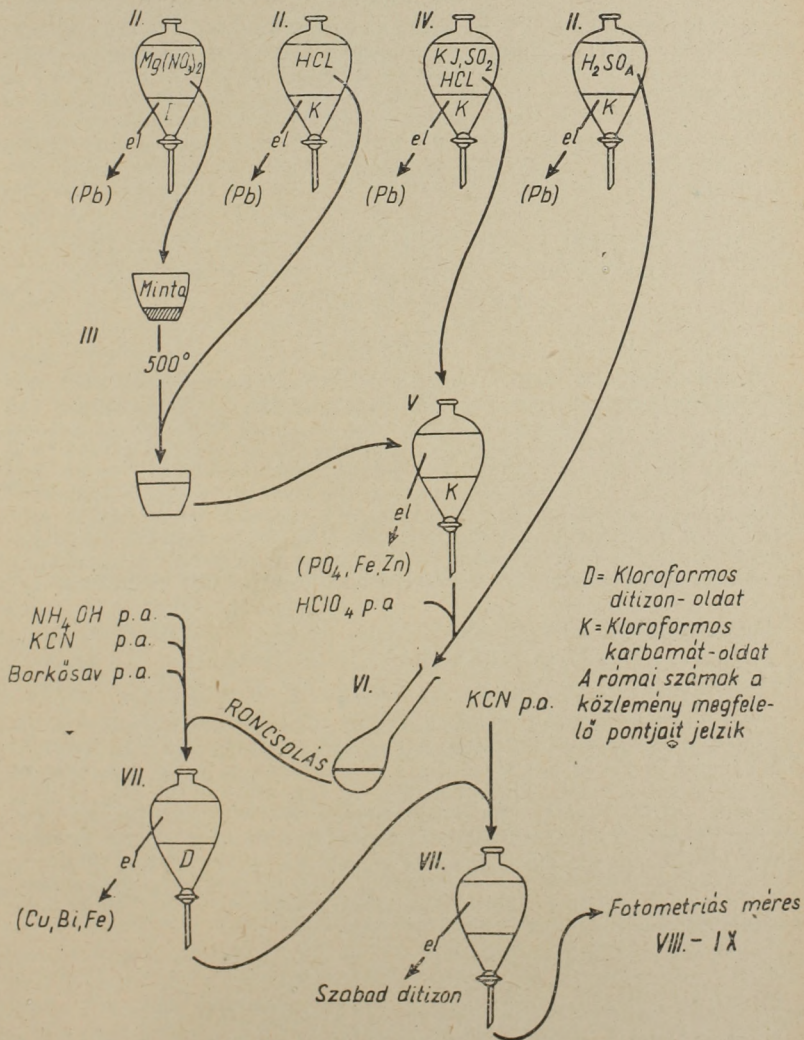 II.
II.
IV.
II.
Mg(NO3)2
HCL
KJ, SO2
HCL
H2SO4
I
K
K
K
el
el
el
el
(Pb)
(Pb)
(Pb)
(Pb)
Minta
III
500°
V
K
el
(PO4, Fe, Zn)
HClO4 p.a
NH4OH p.a.
KCN p.a.
Borkősav p.a.
D= Kloroformos
ditizon-oldat
K= Kloroformos
karbamát-oldat
A római számok a
közlemény megfele-
lő pontjait jelzik
VI.
KCN p.a.
RONCSOLÁS
VII.
D
el
(Cu, Bi, Fe)
VII.
el
Szabad ditizon
Fotometriás méres
VIII.- IX